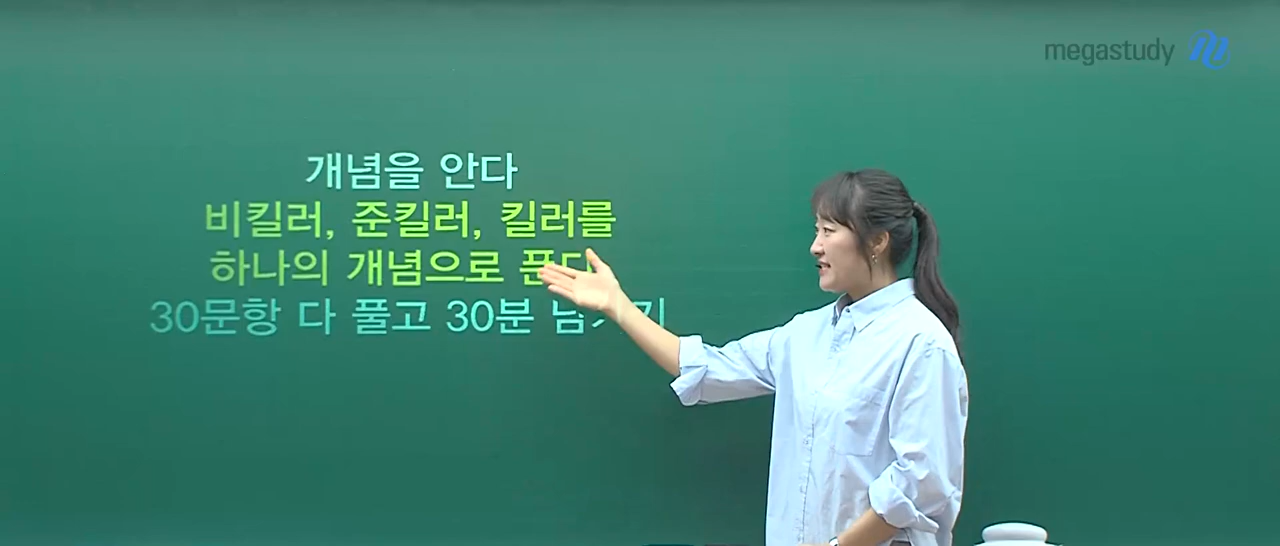 megastudy
개념을 안다
비킬러, 준킬러, 킬러를
하나의 개념으로
30문항 다 풀고 30분